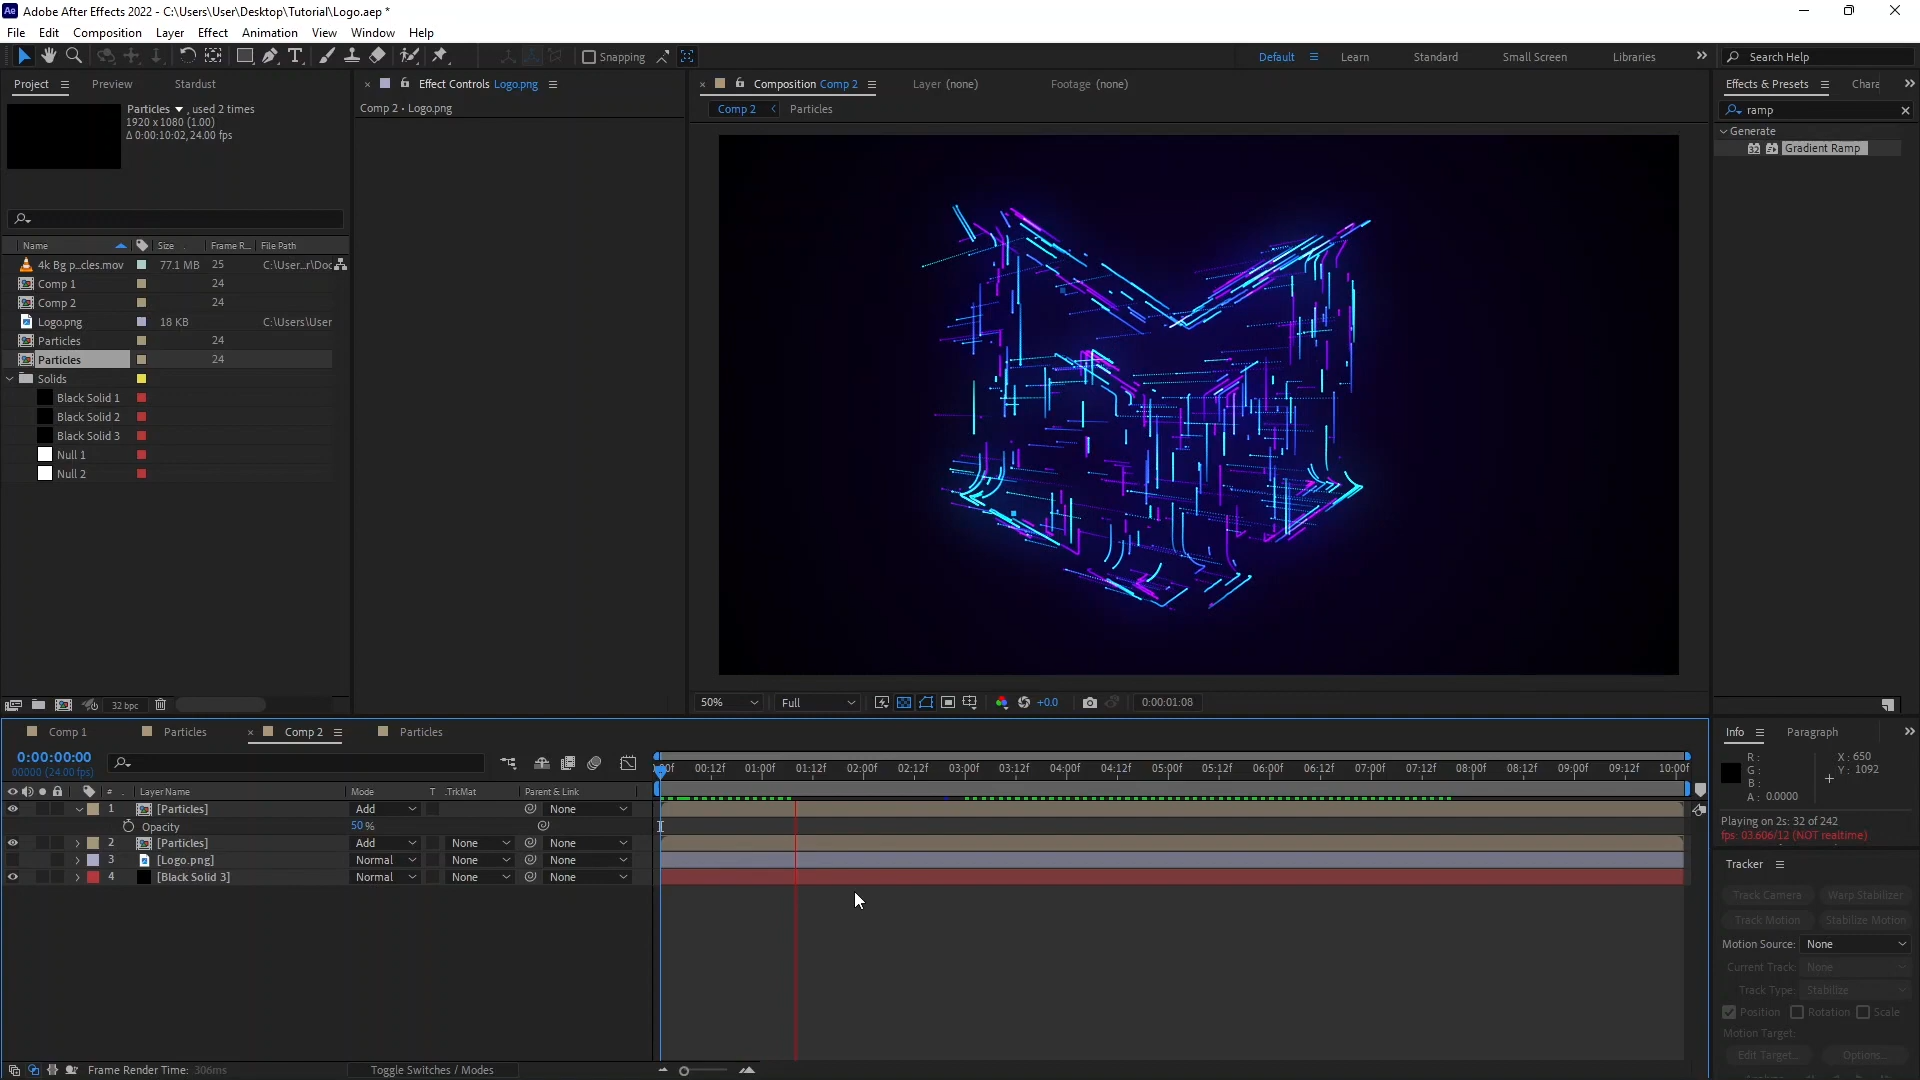 Adobe After Effects 2022 - C:\Users\User\Desktop\Tutorial\Logo.aep *
File Edit Composition Layer Effect Animation View Window Help
Snapping Default Learn Standard Small Screen Libraries Search Help
Project Preview Stardust
Effect Controls Logo.png
Composition Comp 2 Layer (none) Footage (none)
Effects & Presets Chara
Particles , used 2 times
1920 x 1080 (1.00)
Δ 0:00:10:02, 24.00 fps
Comp 2 • Logo.png
Comp 2 Particles
ramp
Generate
Gradient Ramp
Name Size Frame R... File Path
4k Bg p...cles.mov 77.1 MB 25 C:\User...r\Doc
Comp 1 24
Comp 2 24
Logo.png 18 KB C:\Users\User
Particles 24
Particles 24
Solids
Black Solid 1
Black Solid 2
Black Solid 3
Null 1
Null 2
32 bpc
50% Full +0.0 0:00:01:08
Comp 1 Particles Comp 2 Particles
0:00:00:00
00000 (24.00 fps)
00:12f 01:00f 01:12f 02:00f 02:12f 03:00f 03:12f 04:00f 04:12f 05:00f 05:12f 06:00f 06:12f 07:00f 07:12f 08:00f 08:12f 09:00f 09:12f 10:00f
# Layer Name Mode T .TrkMat Parent & Link
1 [Particles] Add None
Opacity 50 %
2 [Particles] Add None None
3 [Logo.png] Normal None None
4 [Black Solid 3] Normal None None
Frame Render Time: 306ms Toggle Switches / Modes
Info Paragraph
R :
G :
B :
A : 0.0000
X : 650
Y : 1092
Playing on 2s: 32 of 242
fps: 03.606/12 (NOT realtime)
Tracker
Track Camera Warp Stabilizer
Track Motion Stabilize Motion
Motion Source: None
Current Track: None
Track Type: Stabilize
Position Rotation Scale
Motion Target:
Edit Target... Options...